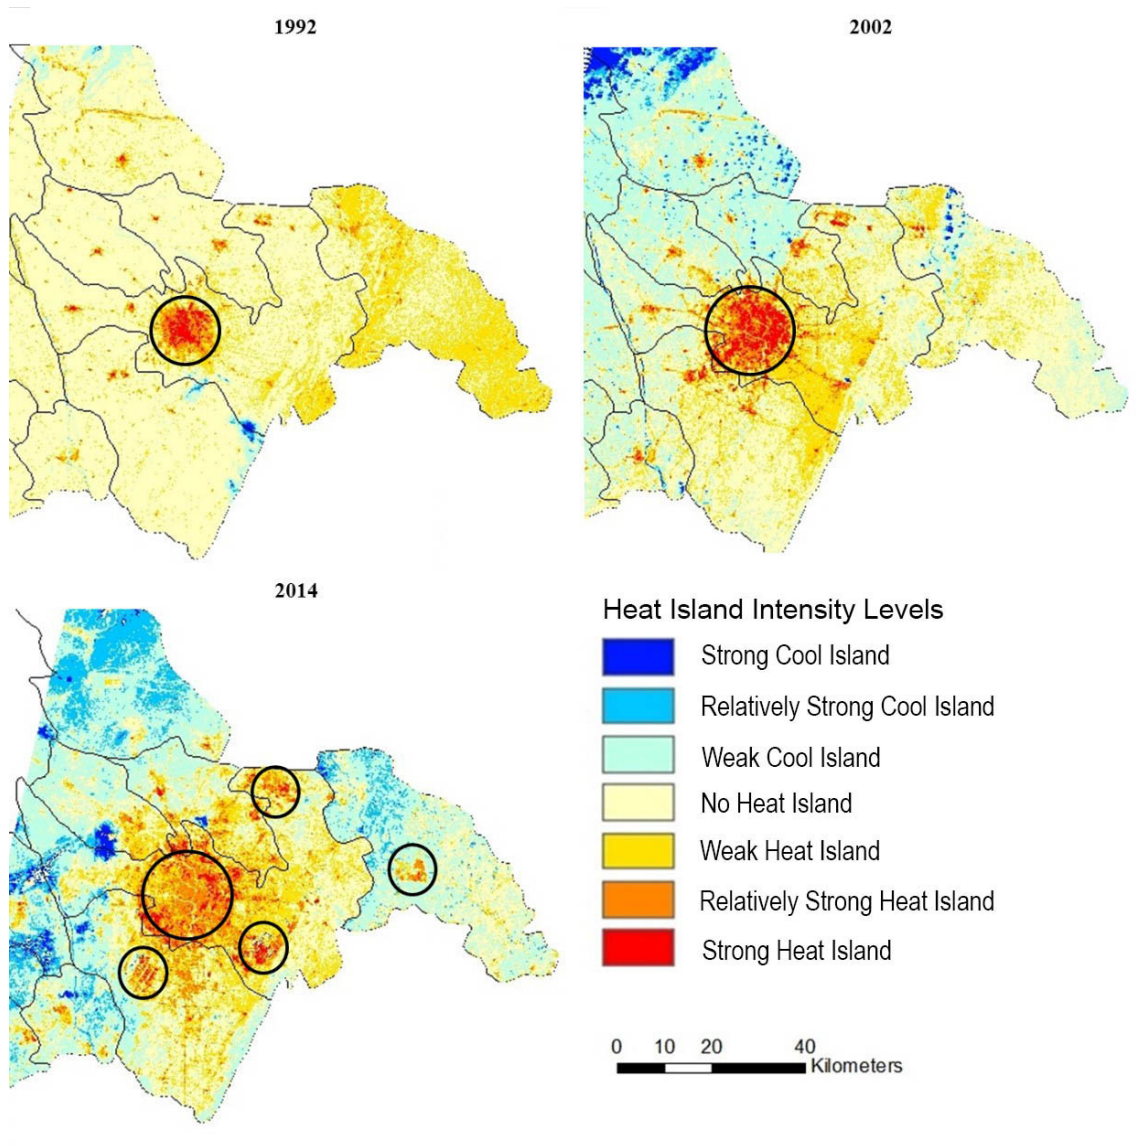 1992
2002
2014
Heat Island Intensity Levels
Strong Cool Island
Relatively Strong Cool Island
Weak Cool Island
No Heat Island
Weak Heat Island
Relatively Strong Heat Island
Strong Heat Island
0 10 20 40
Kilometers